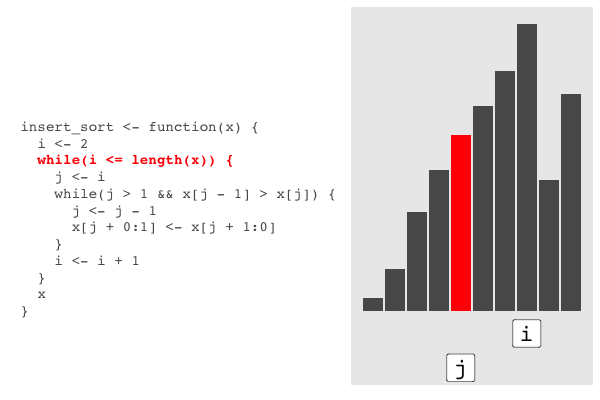 insert_sort <- function(x) {
  i <- 2
  while(i <= length(x)) {
    j <- i
    while(j > 1 && x[j - 1] > x[j]) {
      j <- j - 1
      x[j + 0:1] <- x[j + 1:0]
    }
    i <- i + 1
  }
  x
}
i
j